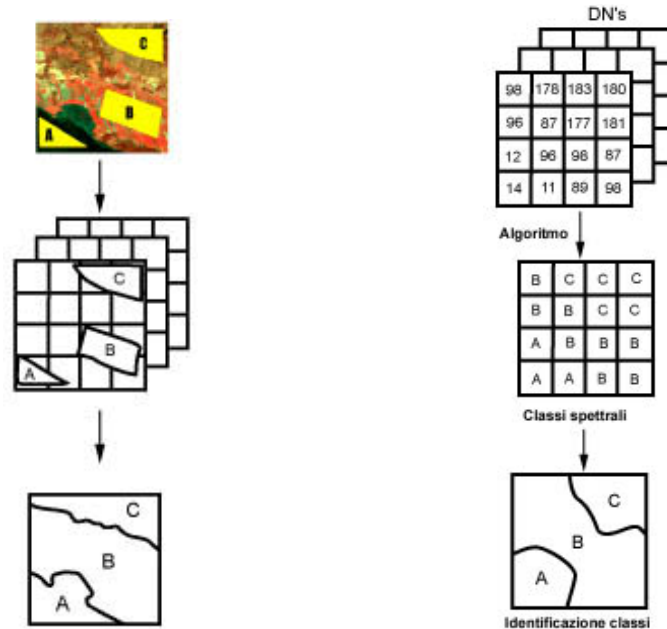 C
B
A
C
B
A
C
B
A
DN's
98 178 183 180
96 87 177 181
12 96 98 87
14 11 89 98
Algoritmo
B C C C
B B C C
A B B B
A A B B
Classi spettrali
C
B
A
Identificazione classi